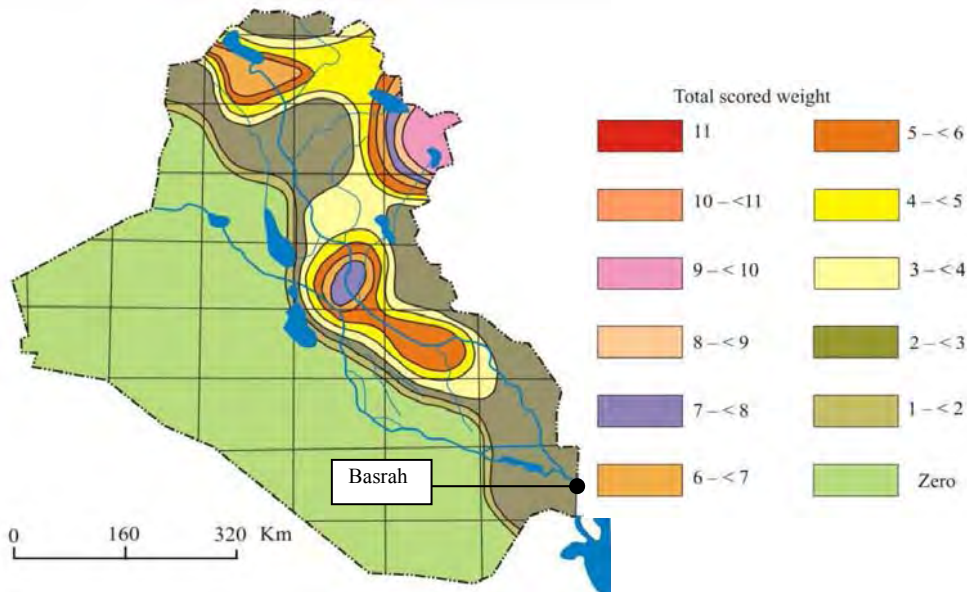 Total scored weight
11
5 – < 6
10 – <11
4 – < 5
9 – < 10
3 – < 4
8 – < 9
2 – < 3
7 – < 8
1 – < 2
6 – < 7
Zero
Basrah
0 160 320 Km